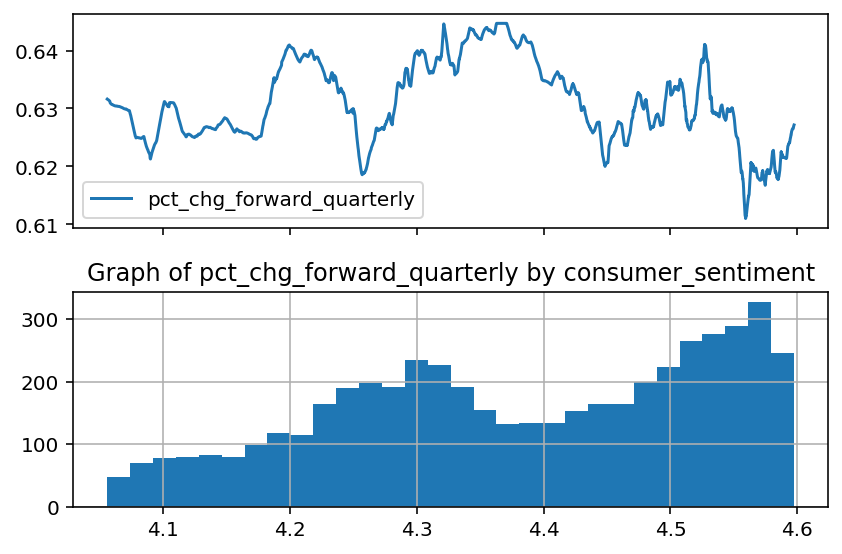 0.64
0.63
0.62
0.61
pct_chg_forward_quarterly
Graph of pct_chg_forward_quarterly by consumer_sentiment
300
200
100
0
4.1 4.2 4.3 4.4 4.5 4.6